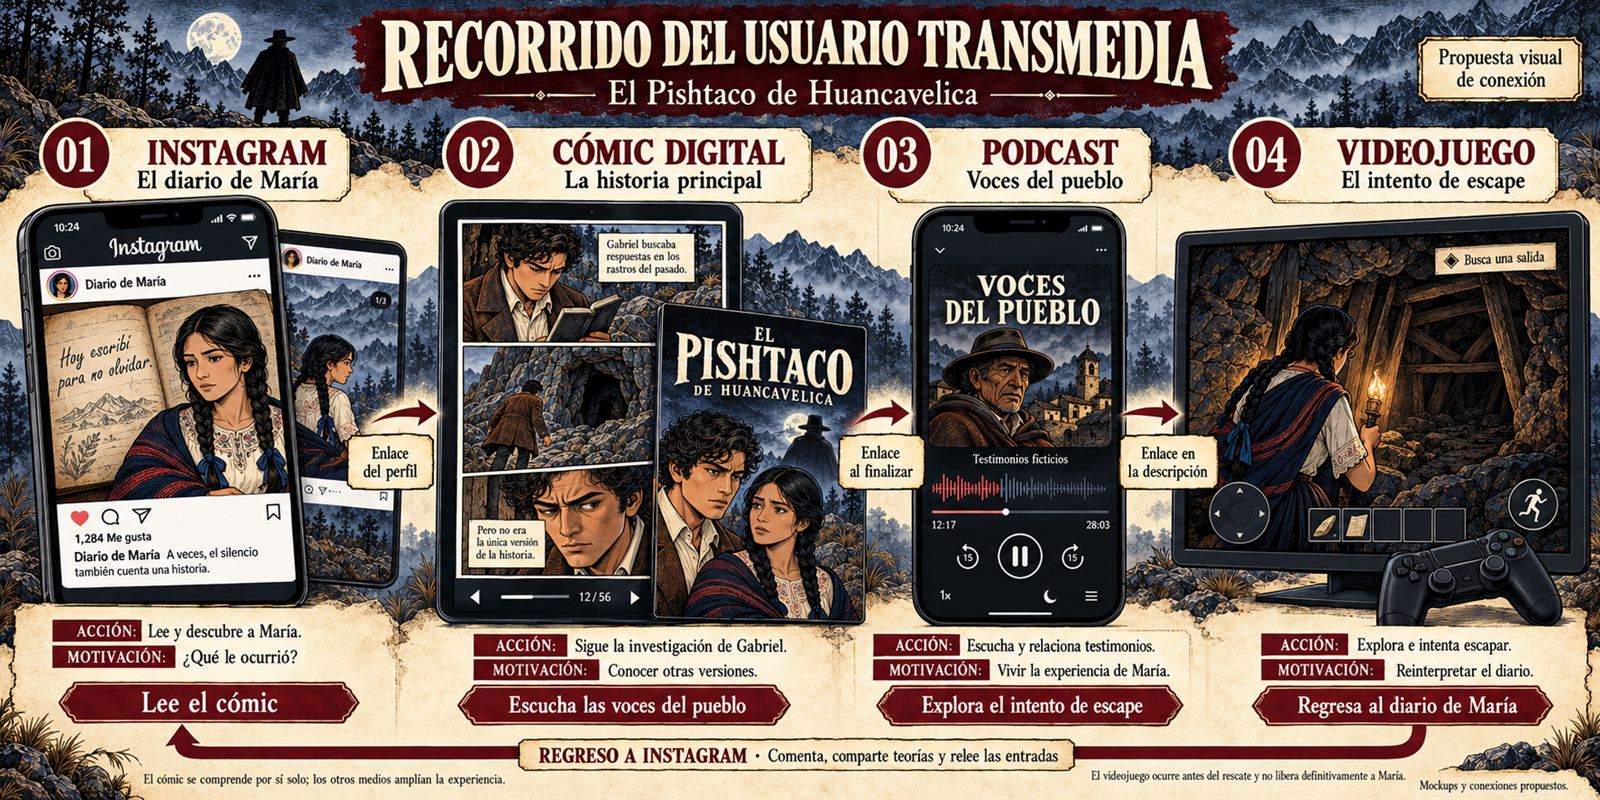 RECORRIDO DEL USUARIO TRANSMEDIA
El Pishtaco de Huancavelica
Propuesta visual
de conexión
01
INSTAGRAM
El diario de María
10:24
Instagram
Diario de María
Hoy escribí
para no olvidar.
1,284 Me gusta
Diario de María A veces, el silencio
también cuenta una historia.
Diario de María
1/3
Enlace
del perfil
ACCIÓN: Lee y descubre a María.
MOTIVACIÓN: ¿Qué le ocurrió?
Lee el cómic
02
CÓMIC DIGITAL
La historia principal
Gabriel buscaba
respuestas en los
rastros del pasado.
Pero no era
la única versión
de la historia.
12 / 56
EL
PISHTACO
DE HUANCAVELICA
Enlace
al finalizar
ACCIÓN: Sigue la investigación de Gabriel.
MOTIVACIÓN: Conocer otras versiones.
Escucha las voces del pueblo
03
PODCAST
Voces del pueblo
10:24
VOCES
DEL PUEBLO
Testimonios ficticios
12:17
28:03
15
15
1x
Enlace en
la descripción
ACCIÓN: Escucha y relaciona testimonios.
MOTIVACIÓN: Vivir la experiencia de María.
Explora el intento de escape
04
VIDEOJUEGO
El intento de escape
Busca una salida
ACCIÓN: Explora e intenta escapar.
MOTIVACIÓN: Reinterpretar el diario.
Regresa al diario de María
REGRESO A INSTAGRAM · Comenta, comparte teorías y relee las entradas
El cómic se comprende por sí solo; los otros medios amplían la experiencia.
El videojuego ocurre antes del rescate y no libera definitivamente a María.
Mockups y conexiones propuestos.